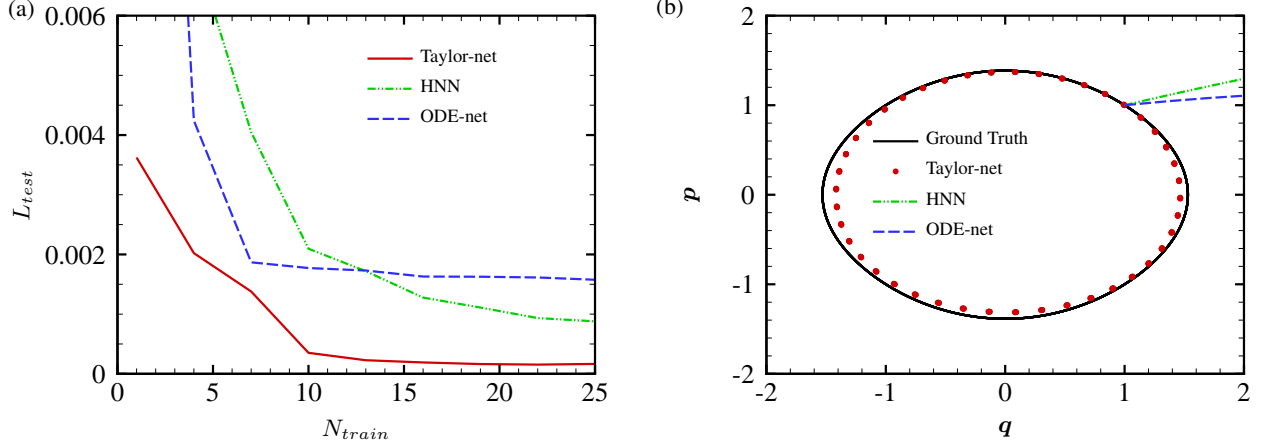 (a)
0.006
0.004
0.002
0
0 5 10 15 20 25
L_test
N_train
Taylor-net
HNN
ODE-net
(b)
2
1
0
-1
-2
-2 -1 0 1 2
p
q
Ground Truth
Taylor-net
HNN
ODE-net